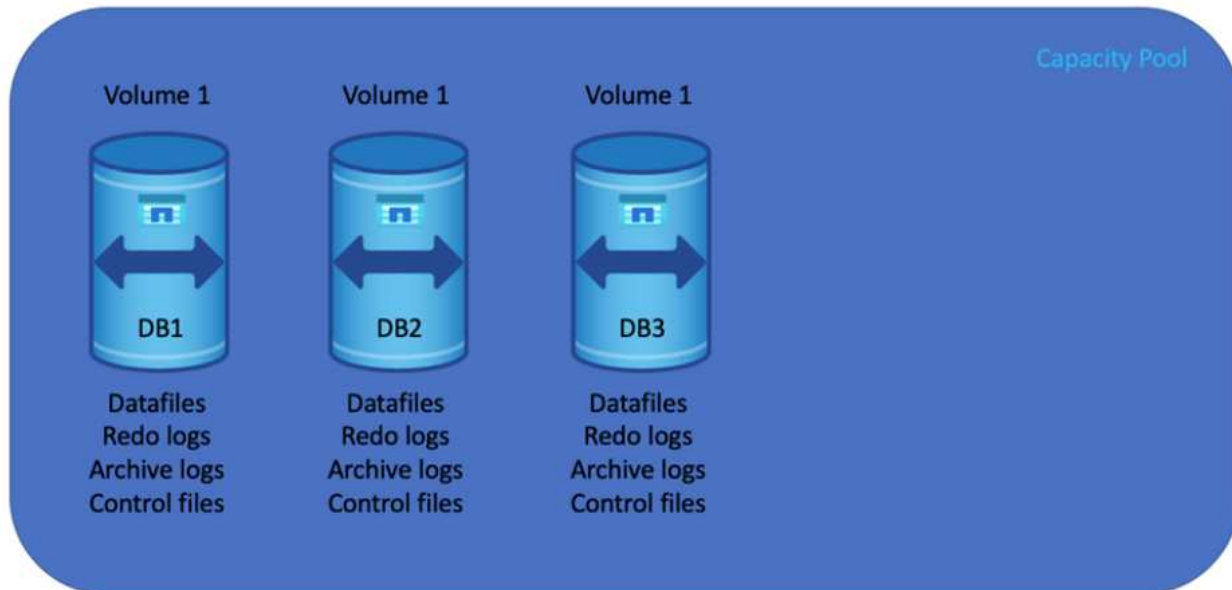 Capacity Pool
Volume 1
Volume 1
Volume 1
DB1
DB2
DB3
Datafiles
Datafiles
Datafiles
Redo logs
Redo logs
Redo logs
Archive logs
Archive logs
Archive logs
Control files
Control files
Control files